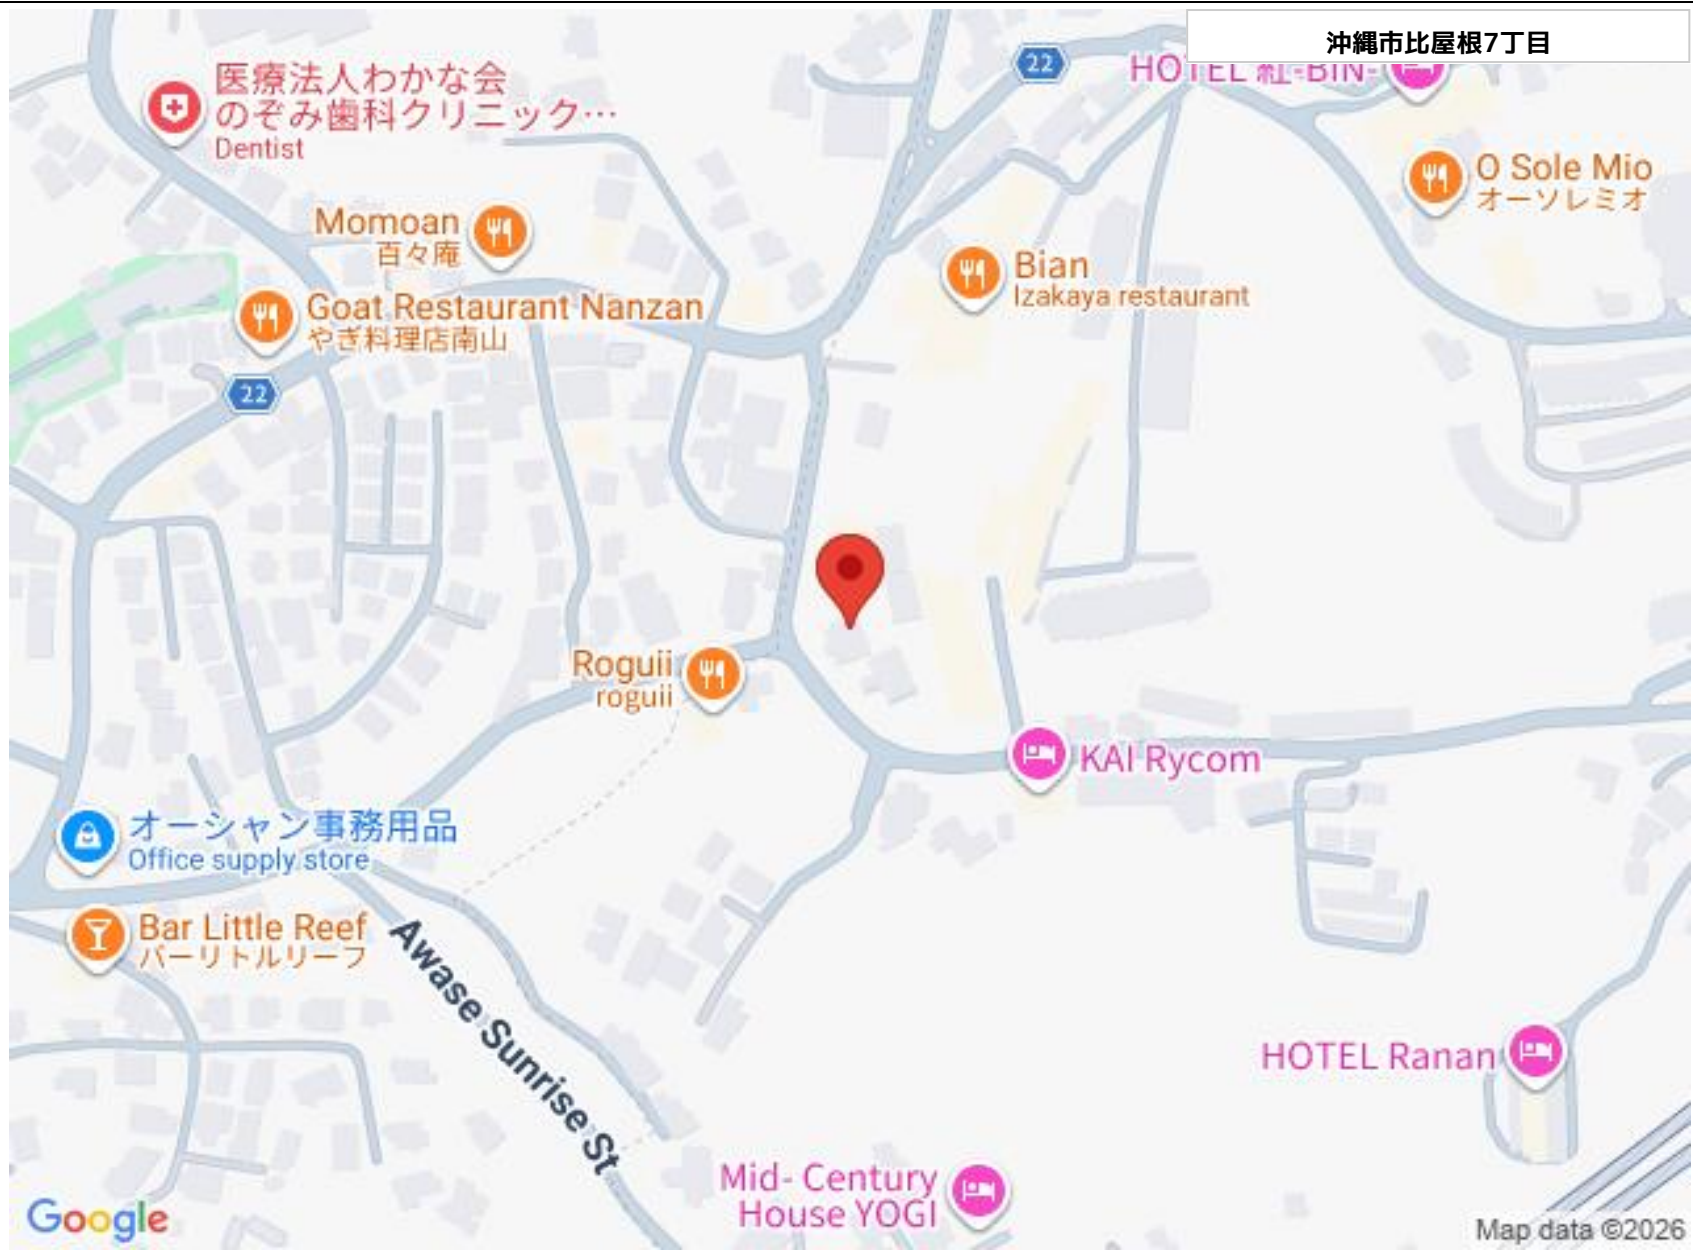 沖縄市比屋根7丁目
22
HOTEL 紅-BIN-
医療法人わかな会
のぞみ歯科クリニック…
Dentist
O Sole Mio
オーソレミオ
Momoan
百々庵
Bian
Izakaya restaurant
Goat Restaurant Nanzan
やぎ料理店南山
22
Roguii
roguii
KAI Rycom
オーシャン事務用品
Office supply store
Bar Little Reef
バーリトルリーフ
Awase Sunrise St
HOTEL Ranan
Mid- Century
House YOGI
Google
Map data ©2026